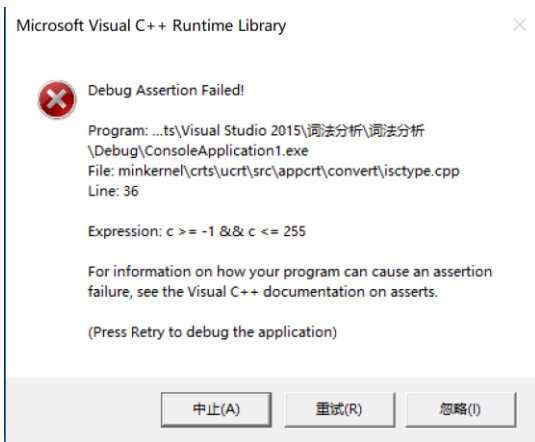 Microsoft Visual C++ Runtime Library
Debug Assertion Failed!
Program: ...ts\Visual Studio 2015\词法分析\词法分析
\Debug\ConsoleApplication1.exe
File: minkernel\crts\ucrt\src\appcrt\convert\isctype.cpp
Line: 36
Expression: c >= -1 && c <= 255
For information on how your program can cause an assertion
failure, see the Visual C++ documentation on asserts.
(Press Retry to debug the application)
中止(A) 重试(R) 忽略(I)